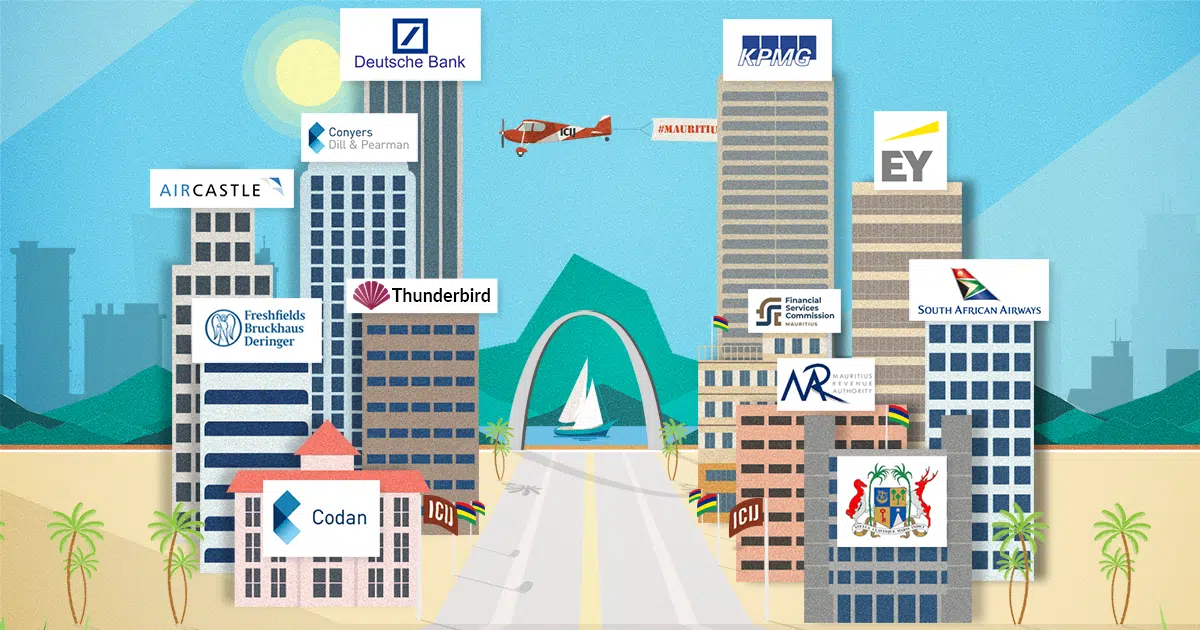 Deutsche Bank
KPMG
Conyers
Dill & Pearman
ICIJ
#MAURITIU
EY
AIRCASTLE
Thunderbird
SOUTH AFRICAN AIRWAYS
Freshfields
Bruckhaus
Deringer
Financial
Services
Commission
MAURITIUS
MAURITIUS
REVENUE
AUTHORITY
Codan
ICIJ
ICIJ